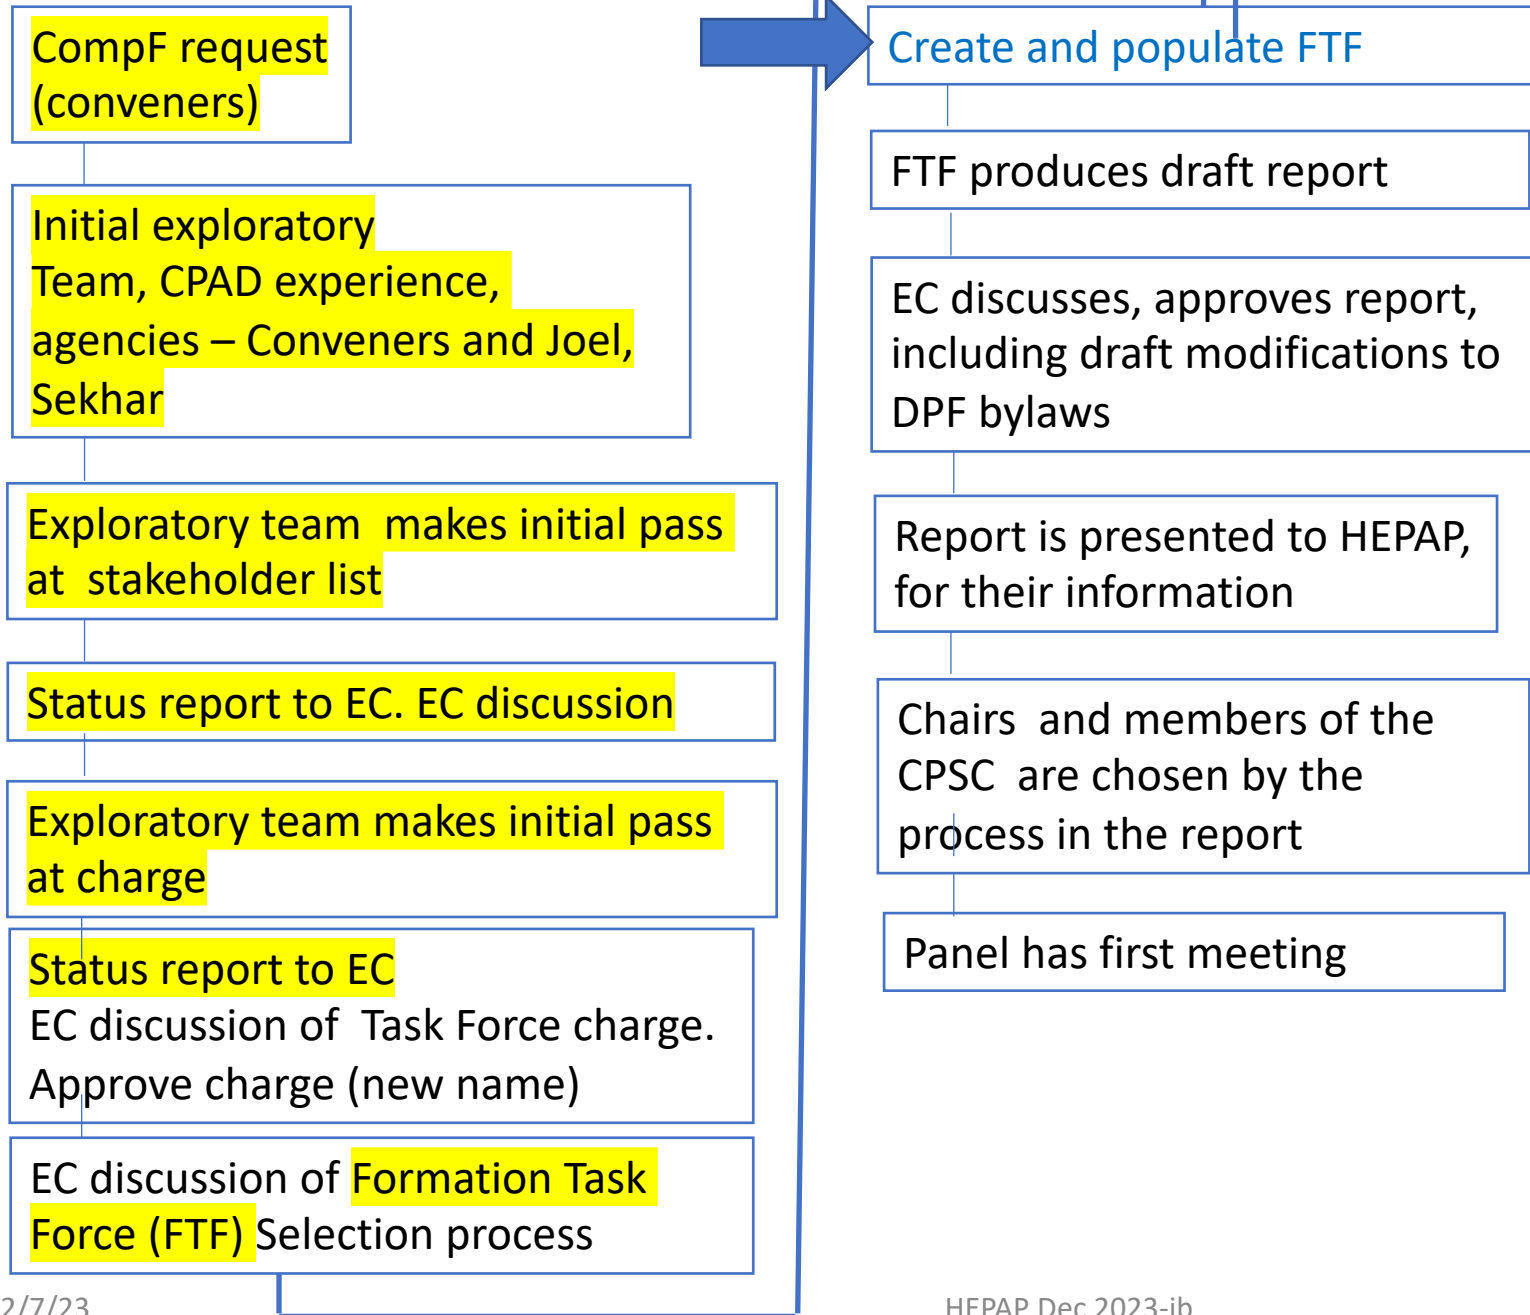 CompF request
(conveners)
Initial exploratory
Team, CPAD experience,
agencies – Conveners and Joel,
Sekhar
Exploratory team makes initial pass
at stakeholder list
Status report to EC. EC discussion
Exploratory team makes initial pass
at charge
Status report to EC
EC discussion of Task Force charge.
Approve charge (new name)
EC discussion of Formation Task
Force (FTF) Selection process
Create and populate FTF
FTF produces draft report
EC discusses, approves report,
including draft modifications to
DPF bylaws
Report is presented to HEPAP,
for their information
Chairs and members of the
CPSC are chosen by the
process in the report
Panel has first meeting
2/7/23
HEPAP Dec 2023-jb